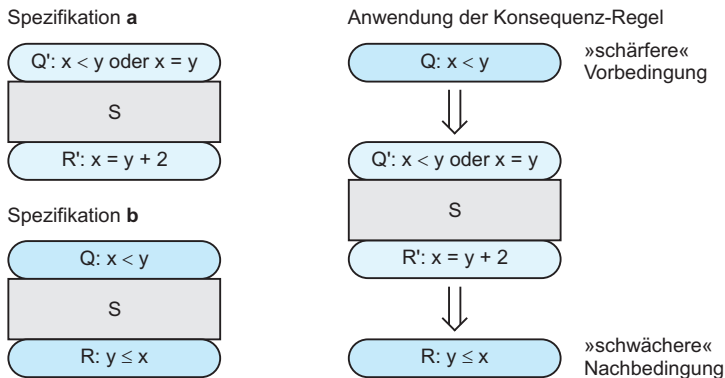 Spezifikation a
Q': x < y oder x = y
S
R': x = y + 2
Spezifikation b
Q: x < y
S
R: y ≤ x
Anwendung der Konsequenz-Regel
Q: x < y
»schärfere«
Vorbedingung
Q': x < y oder x = y
S
R': x = y + 2
R: y ≤ x
»schwächere«
Nachbedingung